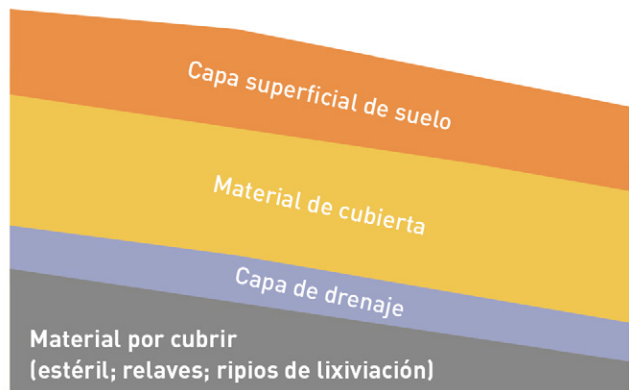 Capa superficial de suelo
Material de cubierta
Capa de drenaje
Material por cubrir
(estéril; relaves; ripios de lixiviación)